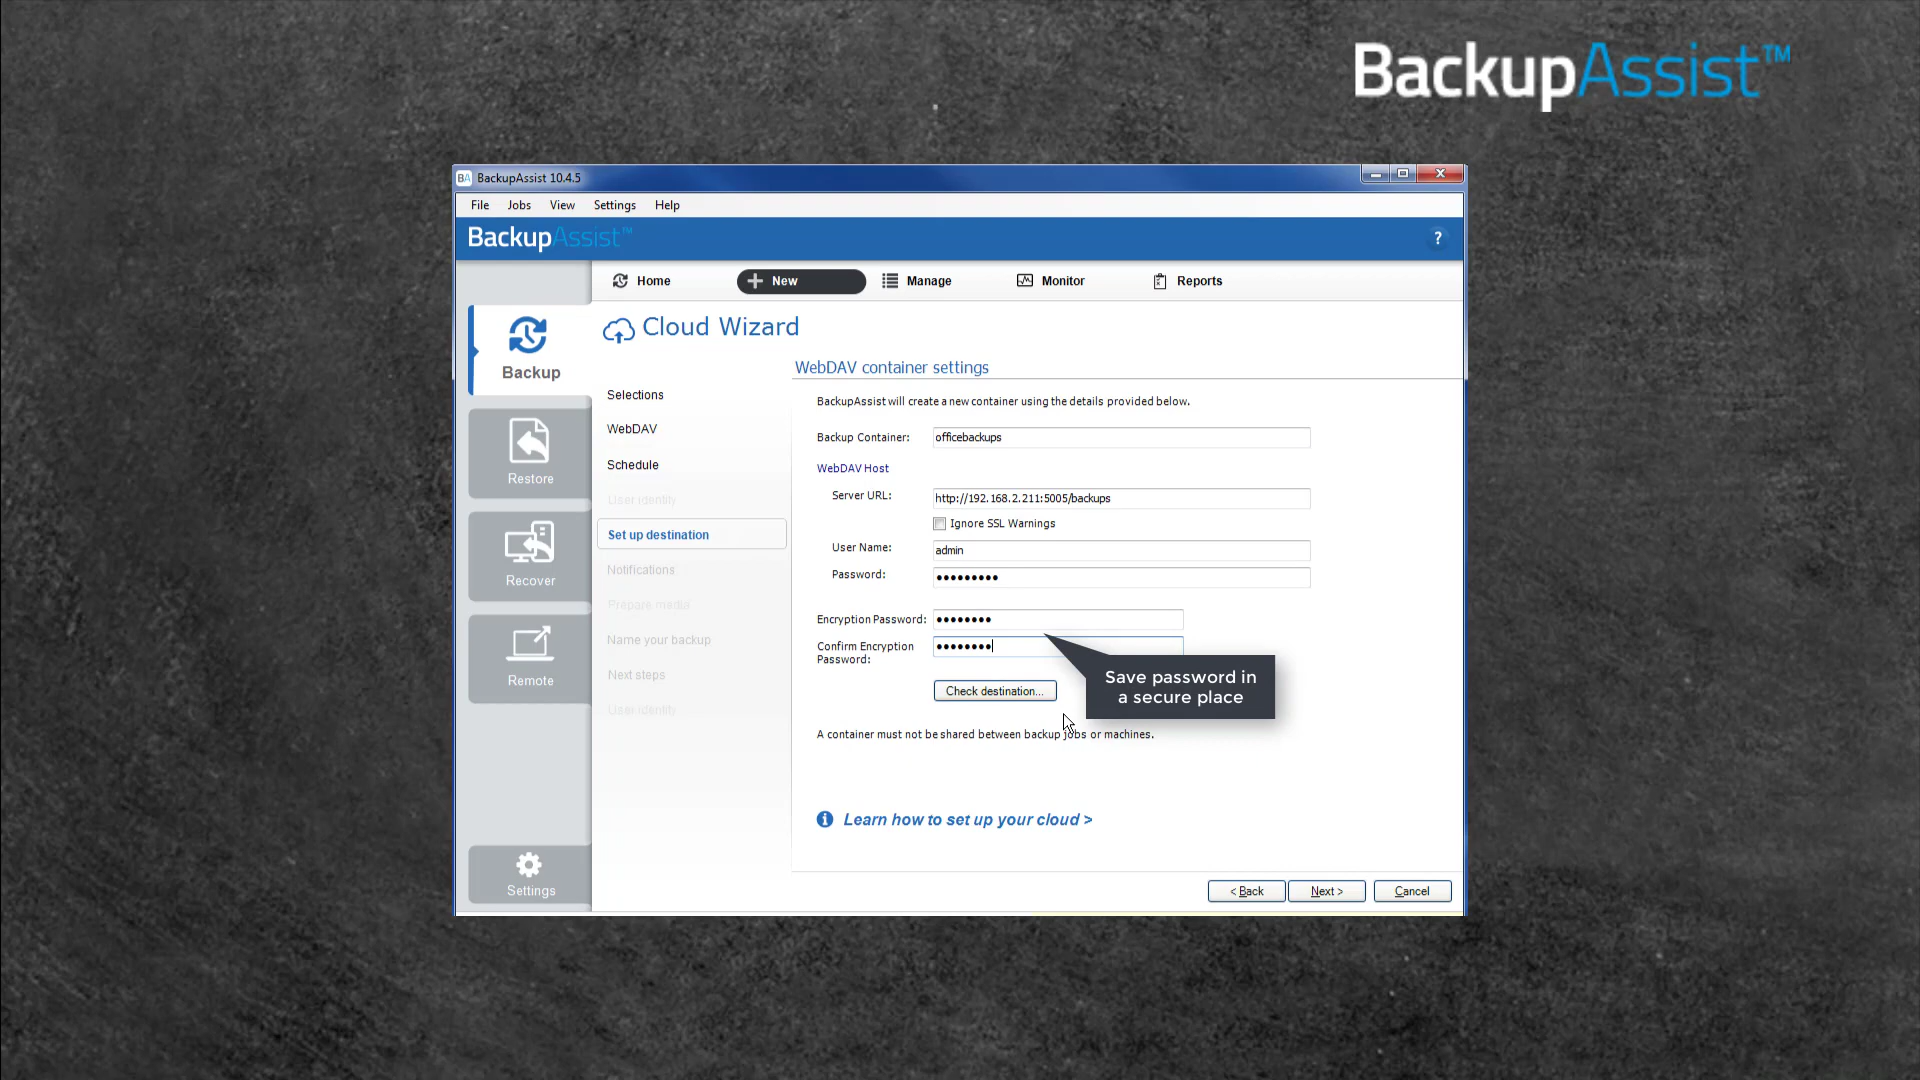 BackupAssist™
BA BackupAssist 10.4.5
File Jobs View Settings Help
BackupAssist™ ?
Home New Manage Monitor Reports
Cloud Wizard
Backup
Restore
Recover
Remote
Settings
Selections
WebDAV
Schedule
User identity
Set up destination
Notifications
Prepare media
Name your backup
Next steps
User identity
WebDAV container settings
BackupAssist will create a new container using the details provided below.
Backup Container: officebackups
WebDAV Host
Server URL: http://192.168.2.211:5005/backups
Ignore SSL Warnings
User Name: admin
Password: •••••••••
Encryption Password: ••••••••
Confirm Encryption
Password: ••••••••
Save password in
a secure place
Check destination...
A container must not be shared between backup jobs or machines.
Learn how to set up your cloud >
< Back Next > Cancel